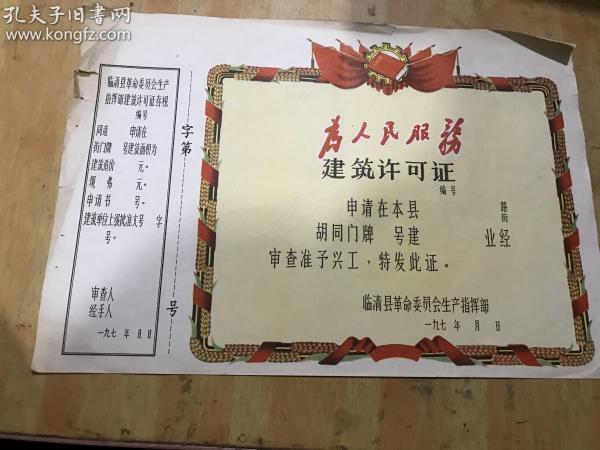 孔夫子旧书网
www.kongfz.com
临清县革命委员会生产
指挥部建筑许可证存根
编号
同意 申请在
街门牌 号建筑面积为
建筑造价 元。
规费 元。
申请书 号。
建筑单位上级批准文号 字
号。
审查人
经手人
一九七 年 月 日
字第 号
为人民服務
建筑许可证
编号
申请在本县 路街
胡同门牌 号建 业经
审查准予兴工，特发此证。
临清县革命委员会生产指挥部
一九七 年 月 日